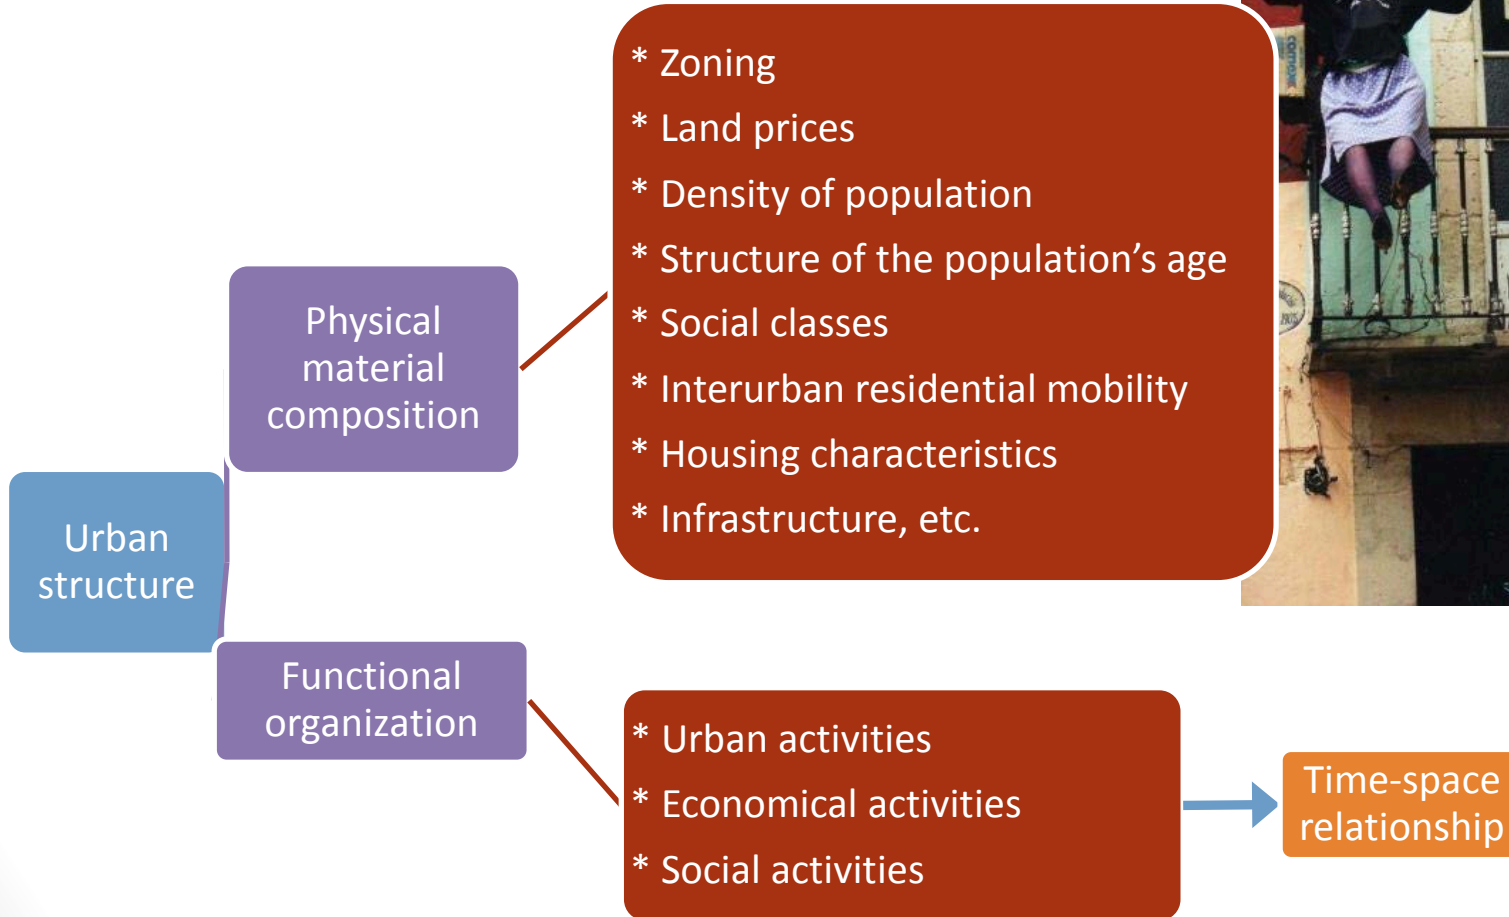 * Zoning
* Land prices
* Density of population
* Structure of the population’s age
* Social classes
* Interurban residential mobility
* Housing characteristics
* Infrastructure, etc.
Physical
material
composition
Urban
structure
Functional
organization
* Urban activities
* Economical activities
* Social activities
Time-space
relationship
comex